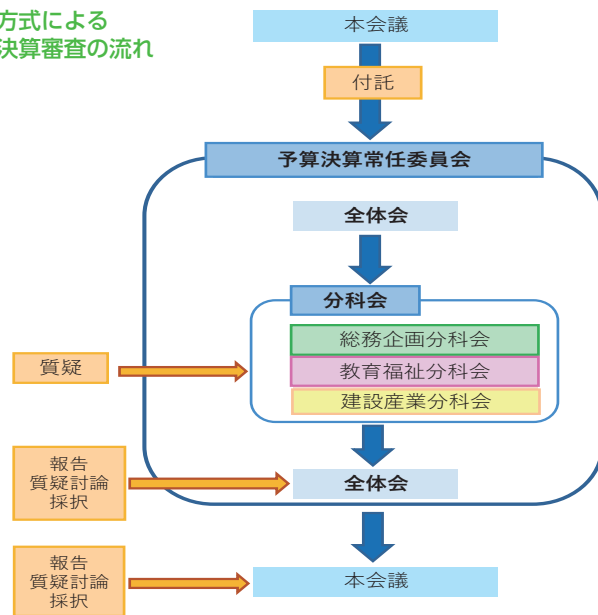 方式による
決算審査の流れ
本会議
付託
予算決算常任委員会
全体会
分科会
総務企画分科会
教育福祉分科会
建設産業分科会
質疑
全体会
報告
質疑討論
採択
本会議
報告
質疑討論
採択